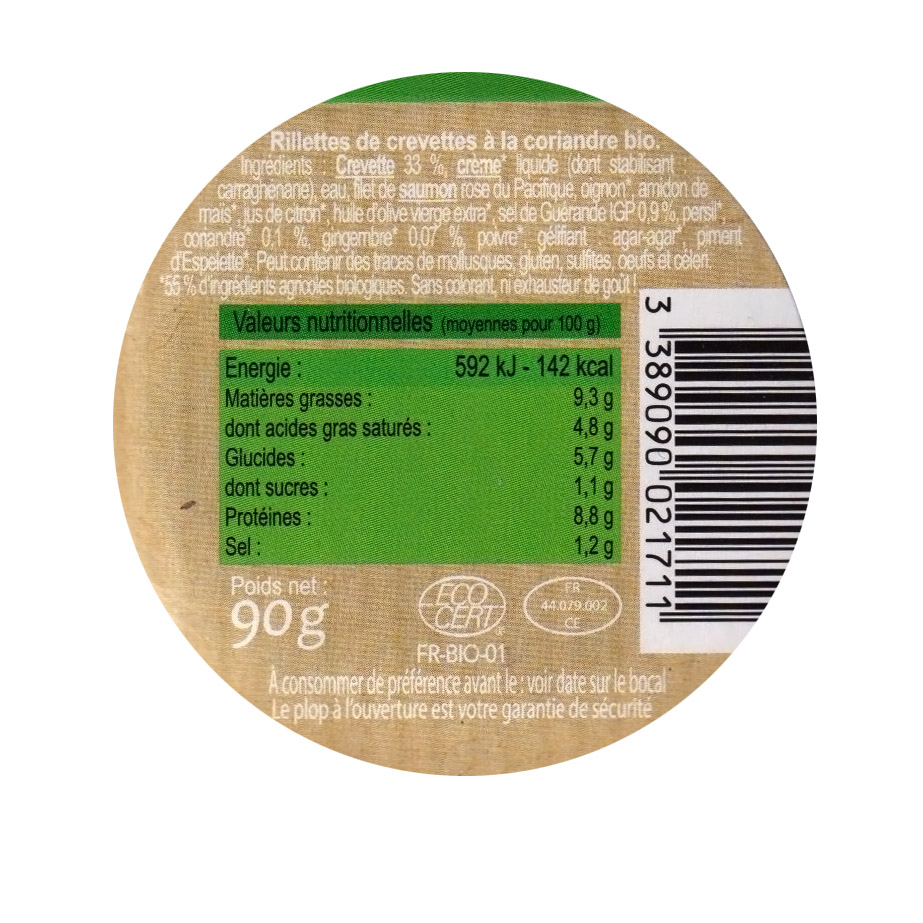 Rillettes de crevettes à la coriandre bio.
Ingrédients : Crevette 33 %, crème* liquide (dont stabilisant :
carraghénane), eau, filet de saumon rose du Pacifique, oignon*, amidon de
maïs*, jus de citron*, huile d'olive vierge extra*, sel de Guérande IGP 0,9 %, persil*,
coriandre* 0,1 %, gingembre* 0,07 %, poivre*, gélifiant : agar-agar*, piment
d'Espelette*. Peut contenir des traces de mollusques, gluten, sulfites, oeufs et céleri.
*55 % d'ingrédients agricoles biologiques. Sans colorant, ni exhausteur de goût !
Valeurs nutritionnelles (moyennes pour 100 g)
Energie : 592 kJ - 142 kcal
Matières grasses : 9,3 g
dont acides gras saturés : 4,8 g
Glucides : 5,7 g
dont sucres : 1,1 g
Protéines : 8,8 g
Sel : 1,2 g
3 389090 021711
Poids net :
90g
ECO
CERT
FR-BIO-01
FR
44.079.002
CE
À consommer de préférence avant le : voir date sur le bocal
Le plop à l'ouverture est votre garantie de sécurité